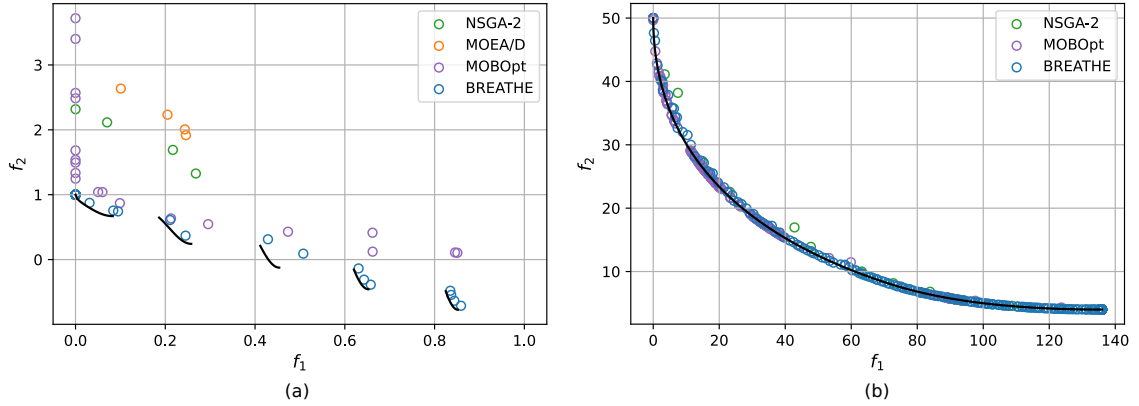 NSGA-2
MOEA/D
MOBOpt
BREATHE
3
2
1
0
f₂
0.0 0.2 0.4 0.6 0.8 1.0
f₁
(a)
NSGA-2
MOBOpt
BREATHE
50
40
30
20
10
f₂
0 20 40 60 80 100 120 140
f₁
(b)